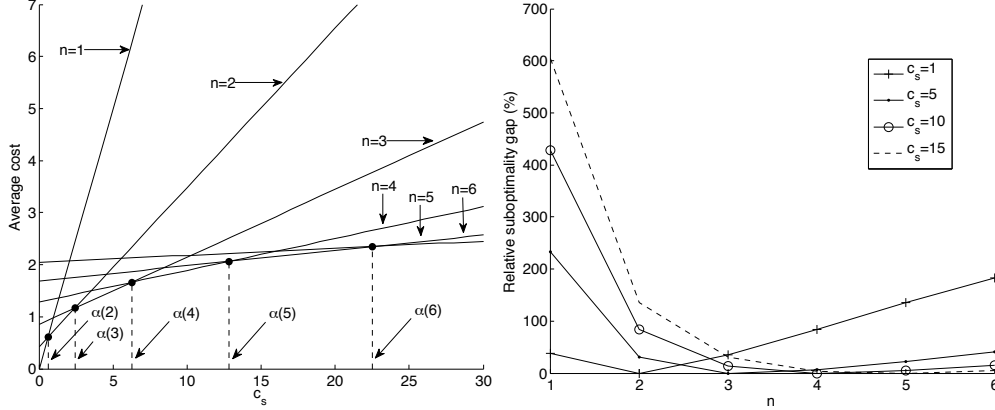 7
6
5
4
3
2
1
0
Average cost
n=1
n=2
n=3
n=4
n=5
n=6
α(2)
α(3)
α(4)
α(5)
α(6)
0
5
10
15
20
25
30
c_s
700
600
500
400
300
200
100
0
Relative suboptimality gap (%)
c_s=1
c_s=5
c_s=10
c_s=15
1
2
3
4
5
6
n